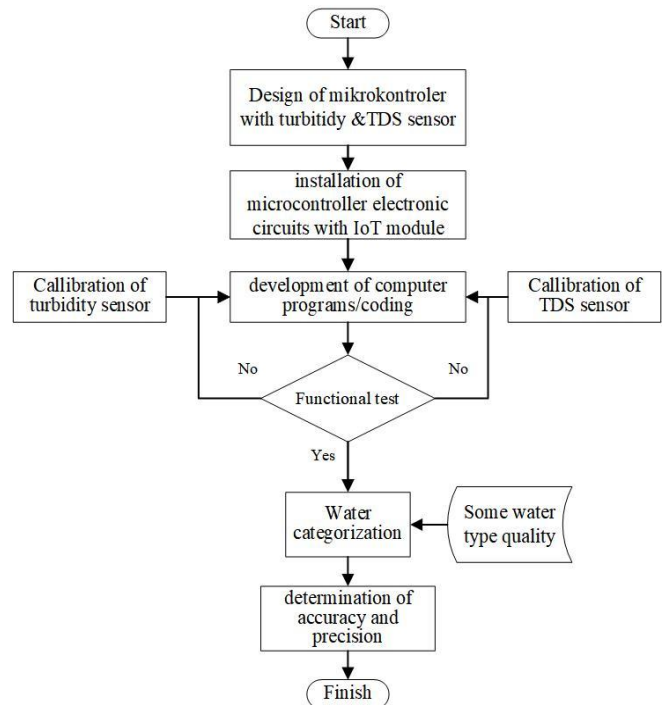 Start
Design of mikrokontroler
with turbitidy &TDS sensor
installation of
microcontroller electronic
circuits with IoT module
Callibration of
turbidity sensor
development of computer
programs/coding
Callibration of
TDS sensor
No
No
Functional test
Yes
Water
categorization
Some water
type quality
determination of
accuracy and
precision
Finish